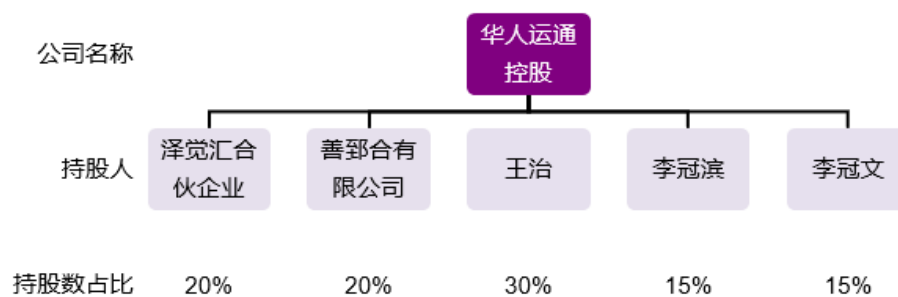 公司名称
华人运通
控股
持股人
泽觉汇合
伙企业
善郅合有
限公司
王治
李冠滨
李冠文
持股数占比 20% 20% 30% 15% 15%